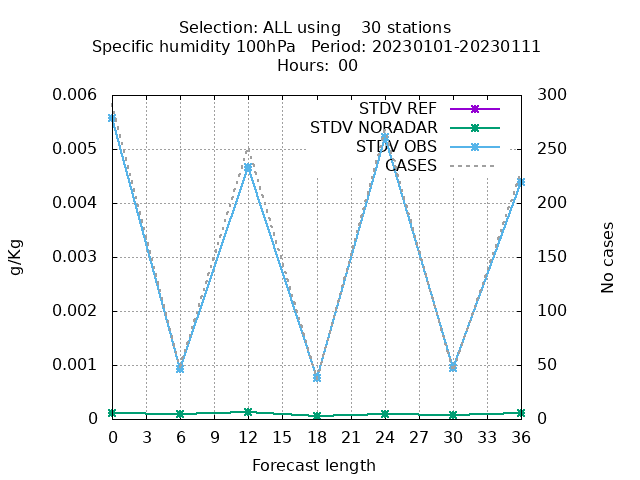 Selection: ALL using    30 stations
Specific humidity 100hPa   Period: 20230101-20230111
Hours: 00
0.006
0.005
0.004
0.003
0.002
0.001
0
300
250
200
150
100
50
0
STDV REF
STDV NORADAR
STDV OBS
CASES
g/Kg
No cases
0 3 6 9 12 15 18 21 24 27 30 33 36
Forecast length